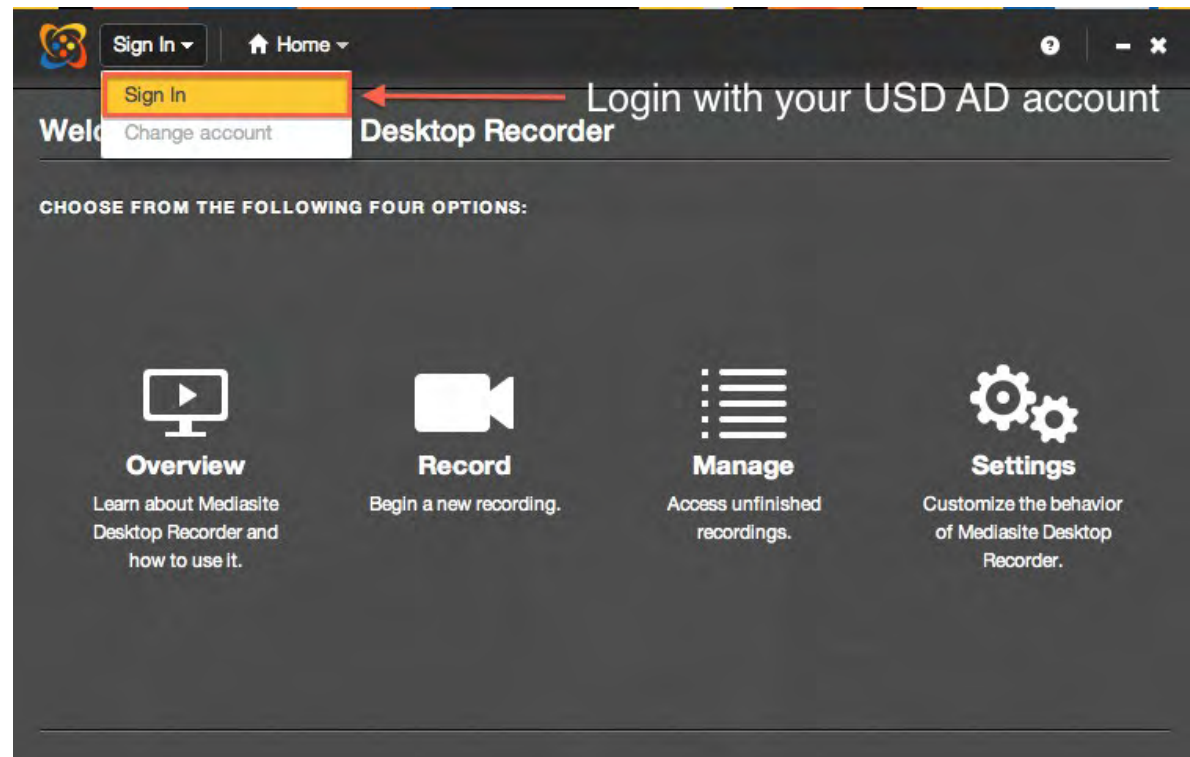 Sign In Home ?
Sign In
Login with your USD AD account
Change account
Welc Desktop Recorder
CHOOSE FROM THE FOLLOWING FOUR OPTIONS:
Overview
Learn about Mediasite
Desktop Recorder and
how to use it.
Record
Begin a new recording.
Manage
Access unfinished
recordings.
Settings
Customize the behavior
of Mediasite Desktop
Recorder.